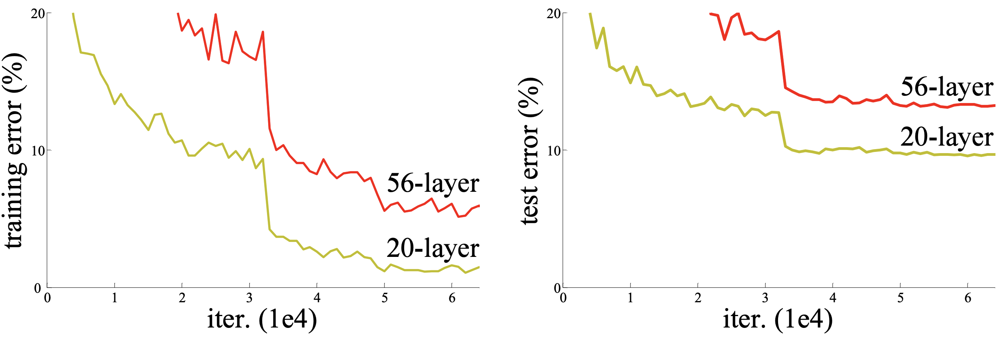 training error (%)
20
10
0
56-layer
20-layer
0 1 2 3 4 5 6
iter. (1e4)
test error (%)
20
10
0
56-layer
20-layer
0 1 2 3 4 5 6
iter. (1e4)